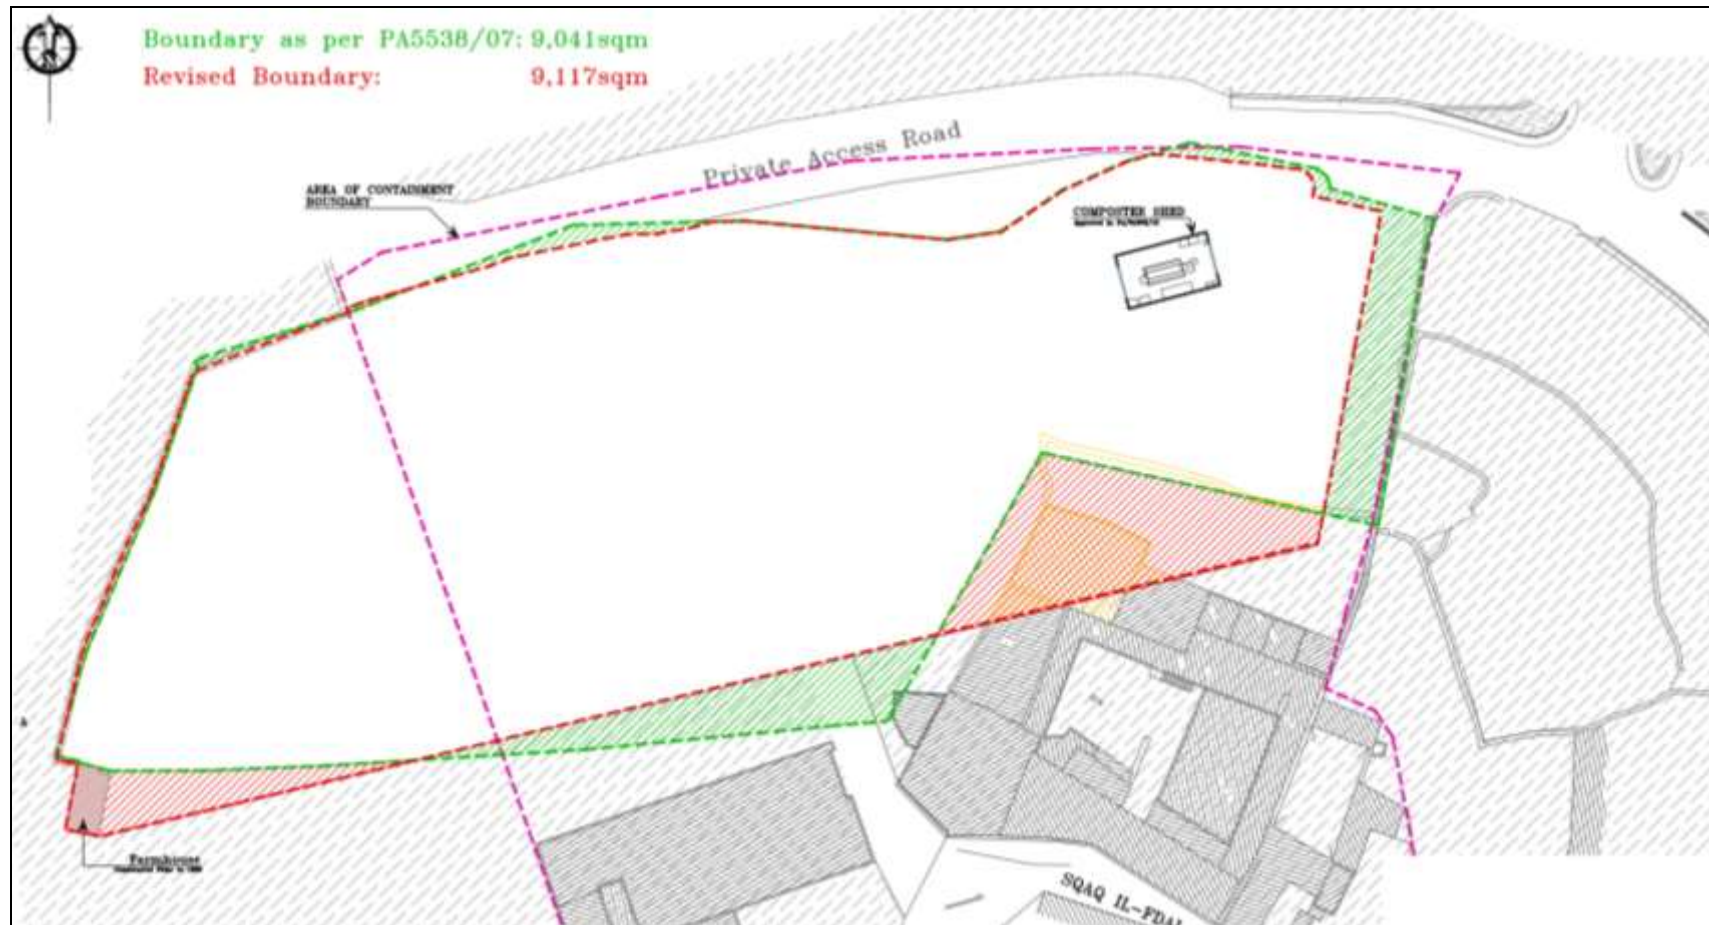 Boundary as per PA5538/07: 9,041sqm
Revised Boundary: 9,117sqm
Private Access Road
AREA OF CONTAINMENT
BOUNDARY
COMPOSTER SHED
Farmhouse
SQAQ IL-FDAL